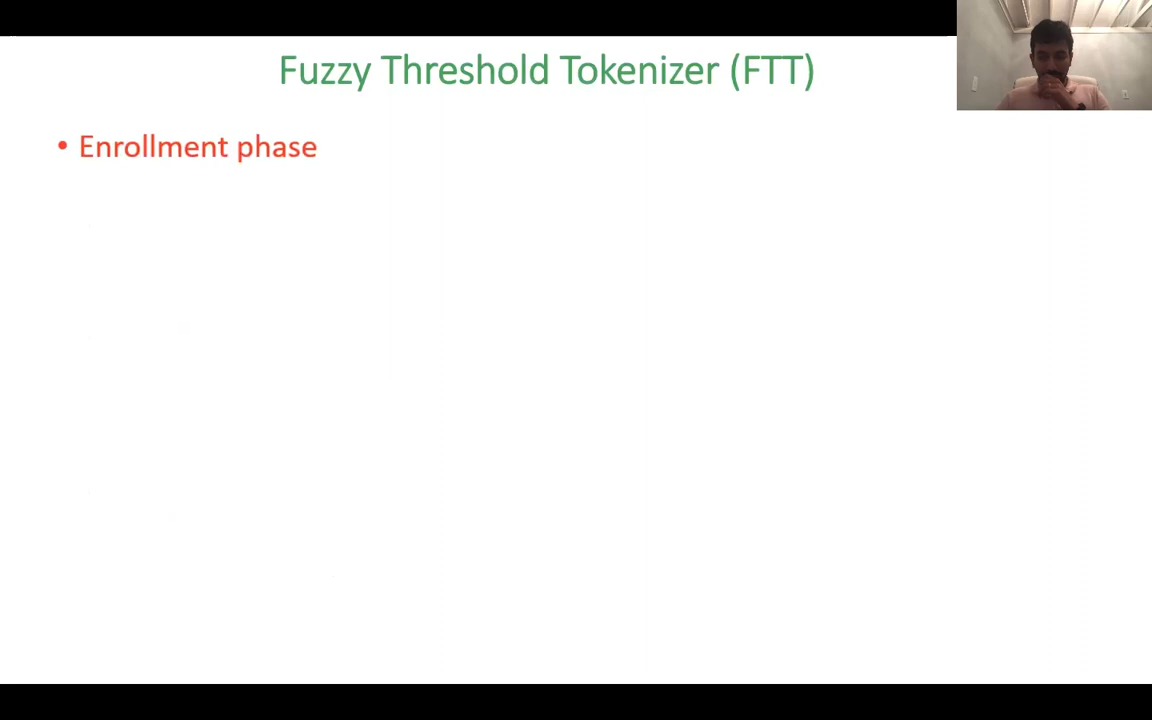 Fuzzy Threshold Tokenizer (FTT)
• Enrollment phase